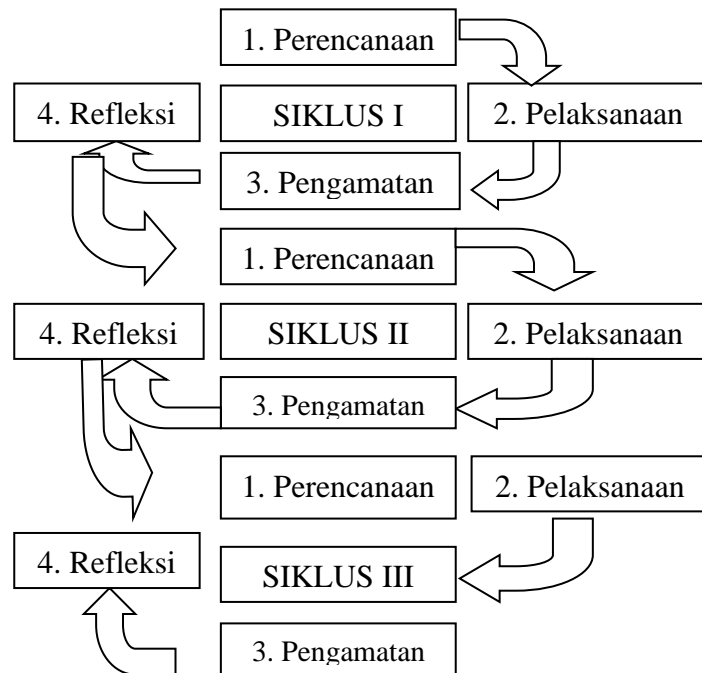 1. Perencanaan
4. Refleksi
SIKLUS I
2. Pelaksanaan
3. Pengamatan
1. Perencanaan
4. Refleksi
SIKLUS II
2. Pelaksanaan
3. Pengamatan
1. Perencanaan
2. Pelaksanaan
4. Refleksi
SIKLUS III
3. Pengamatan